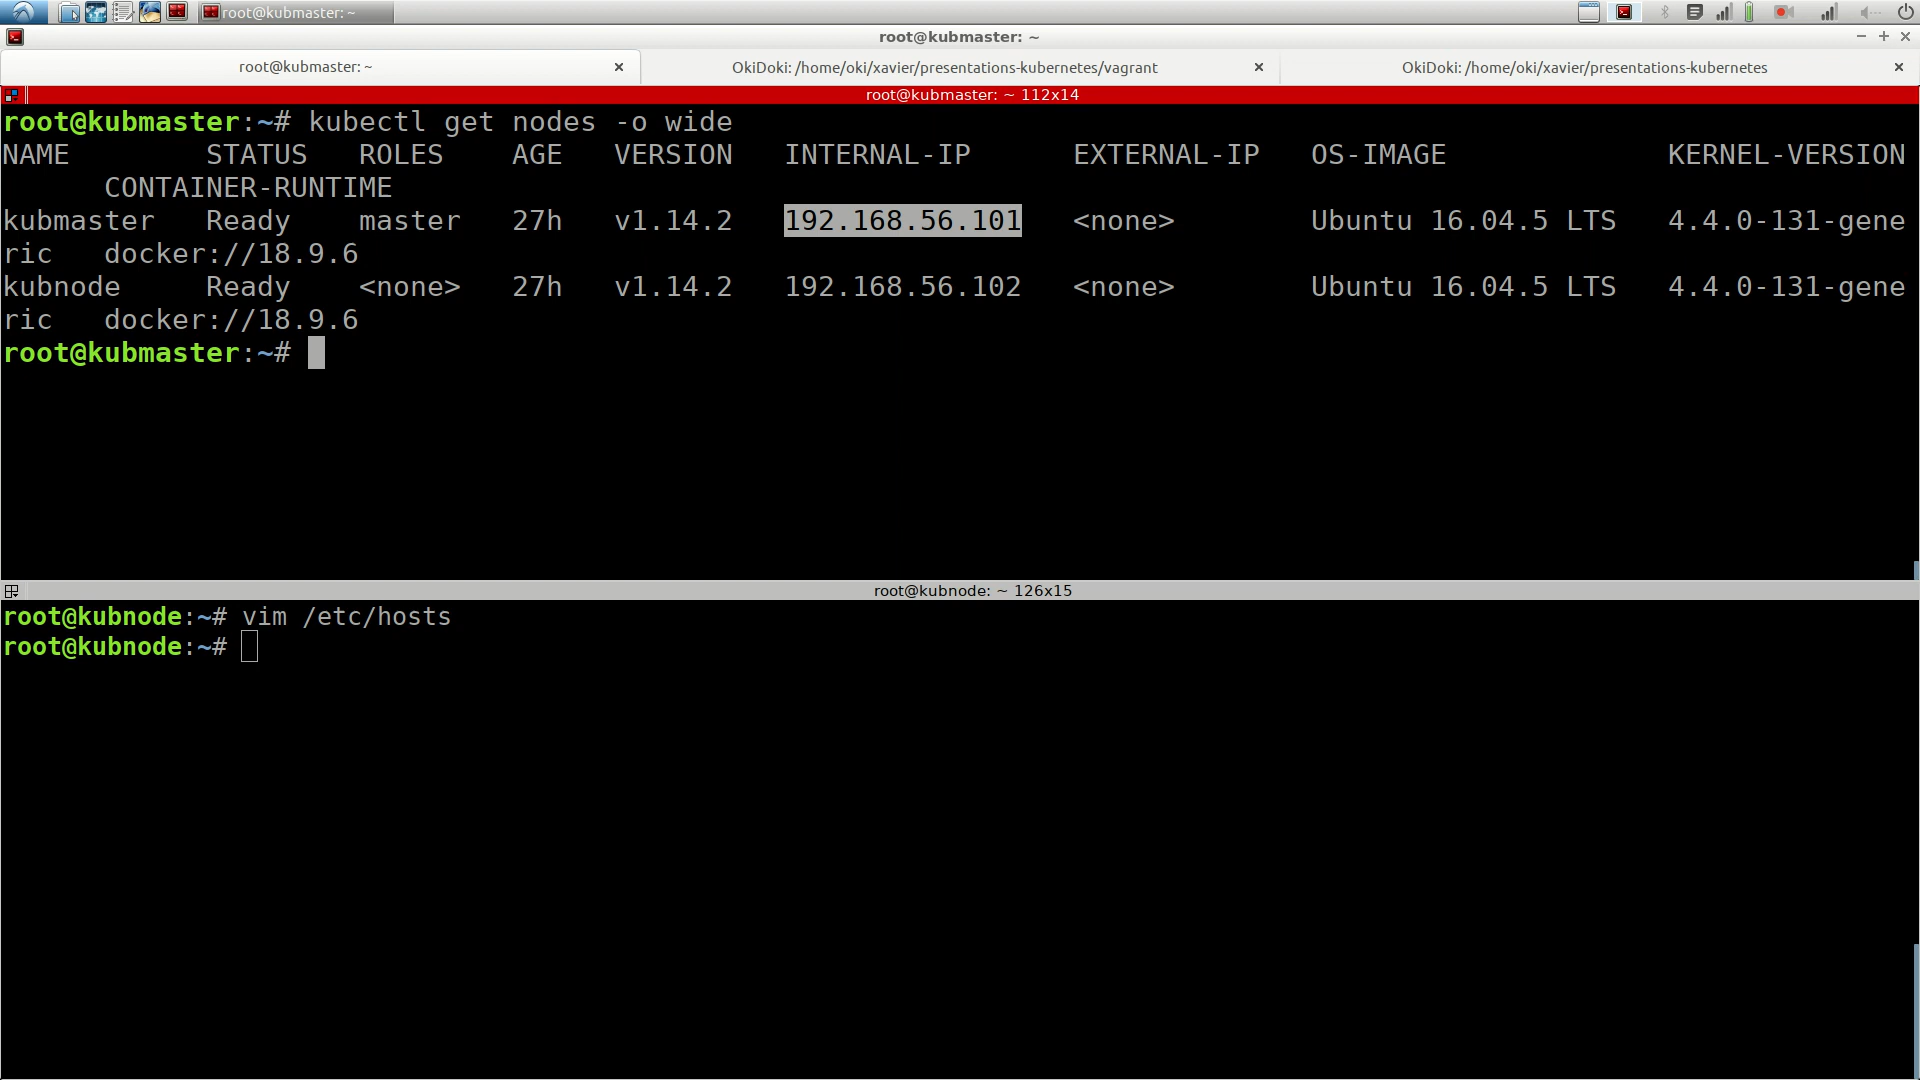 root@kubmaster: ~
root@kubmaster: ~
root@kubmaster: ~
OkiDoki: /home/oki/xavier/presentations-kubernetes/vagrant
OkiDoki: /home/oki/xavier/presentations-kubernetes
root@kubmaster: ~ 112x14
root@kubmaster:~# kubectl get nodes -o wide
NAME        STATUS   ROLES    AGE   VERSION   INTERNAL-IP      EXTERNAL-IP   OS-IMAGE             KERNEL-VERSION
      CONTAINER-RUNTIME
kubmaster   Ready    master   27h   v1.14.2   192.168.56.101   <none>        Ubuntu 16.04.5 LTS   4.4.0-131-gene
ric   docker://18.9.6
kubnode     Ready    <none>   27h   v1.14.2   192.168.56.102   <none>        Ubuntu 16.04.5 LTS   4.4.0-131-gene
ric   docker://18.9.6
root@kubmaster:~#
root@kubnode: ~ 126x15
root@kubnode:~# vim /etc/hosts
root@kubnode:~#